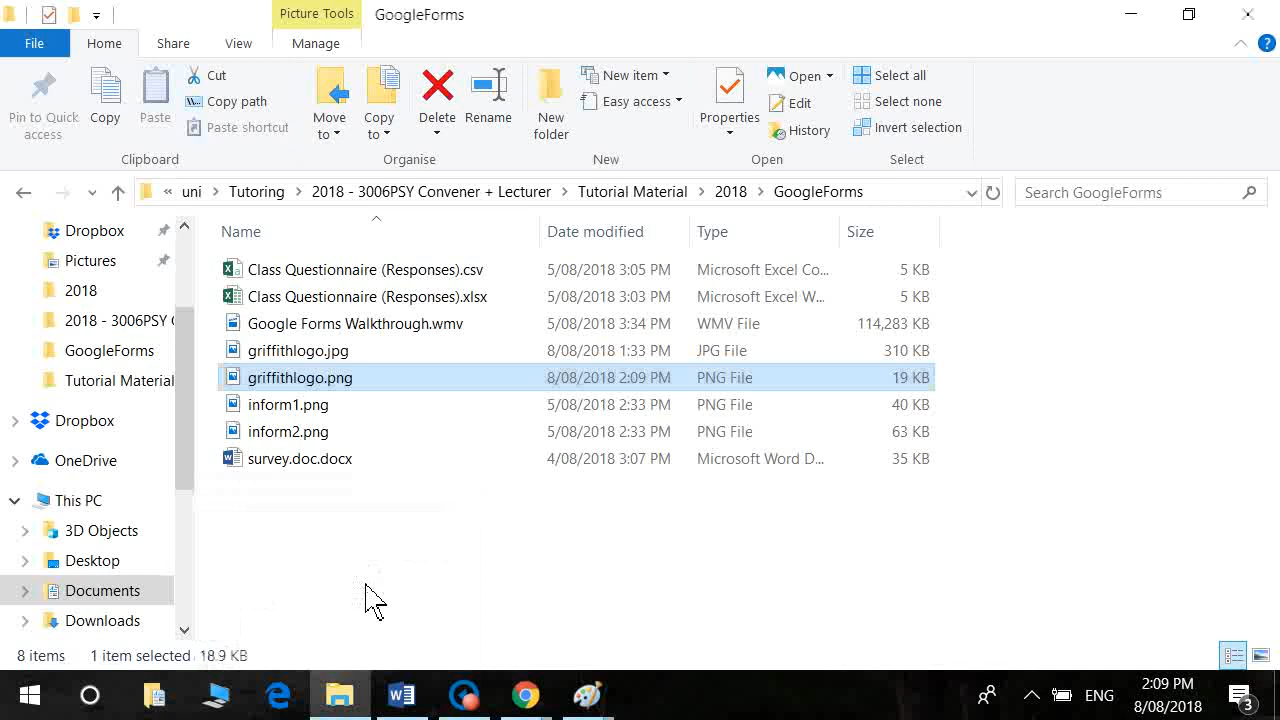 Picture Tools GoogleForms
File Home Share View Manage
Pin to Quick access
Copy
Paste
Cut
Copy path
Paste shortcut
Clipboard
Move to
Copy to
Delete
Rename
Organise
New folder
New item
Easy access
New
Properties
Open
Edit
History
Open
Select all
Select none
Invert selection
Select
« uni > Tutoring > 2018 - 3006PSY Convener + Lecturer > Tutorial Material > 2018 > GoogleForms
Search GoogleForms
Dropbox
Pictures
2018
2018 - 3006PSY (
GoogleForms
Tutorial Material
Dropbox
OneDrive
This PC
3D Objects
Desktop
Documents
Downloads
Name Date modified Type Size
Class Questionnaire (Responses).csv 5/08/2018 3:05 PM Microsoft Excel Co... 5 KB
Class Questionnaire (Responses).xlsx 5/08/2018 3:03 PM Microsoft Excel W... 5 KB
Google Forms Walkthrough.wmv 5/08/2018 3:34 PM WMV File 114,283 KB
griffithlogo.jpg 8/08/2018 1:33 PM JPG File 310 KB
griffithlogo.png 8/08/2018 2:09 PM PNG File 19 KB
inform1.png 5/08/2018 2:33 PM PNG File 40 KB
inform2.png 5/08/2018 2:33 PM PNG File 63 KB
survey.doc.docx 4/08/2018 3:07 PM Microsoft Word D... 35 KB
8 items 1 item selected 18.9 KB
ENG
2:09 PM
8/08/2018
3